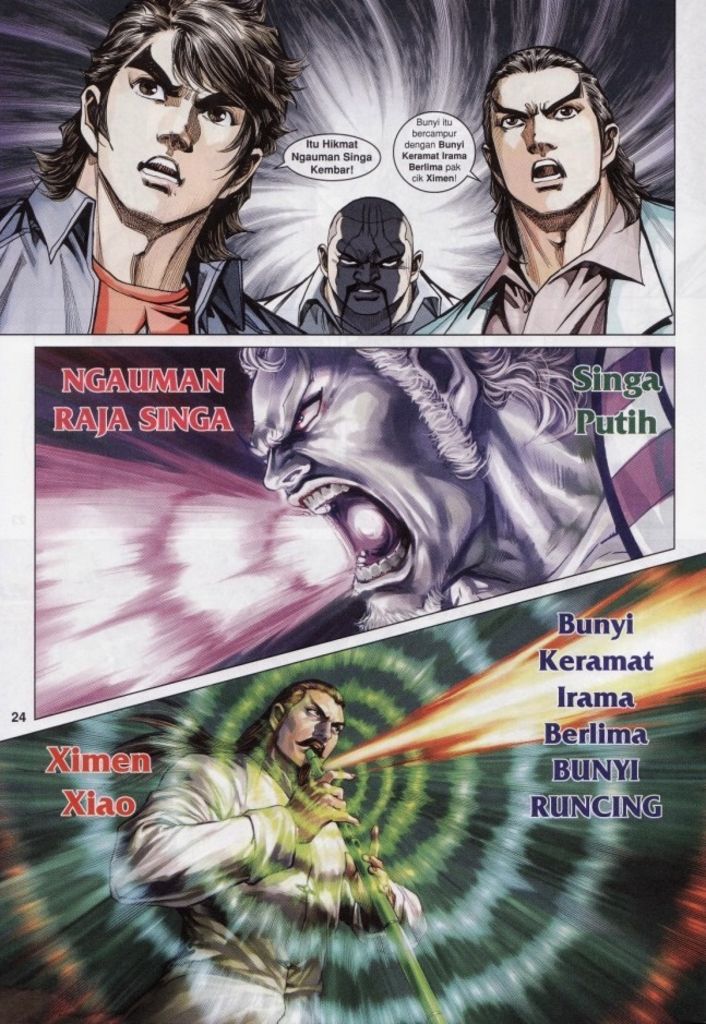 Itu Hikmat
Ngauman Singa
Kembar!
Bunyi itu
bercampur
dengan Bunyi
Keramat Irama
Berlima pak
cik Ximen!
NGAUMAN
RAJA SINGA
Singa
Putih
Bunyi
Keramat
Irama
Berlima
BUNYI
RUNCING
24
Ximen
Xiao